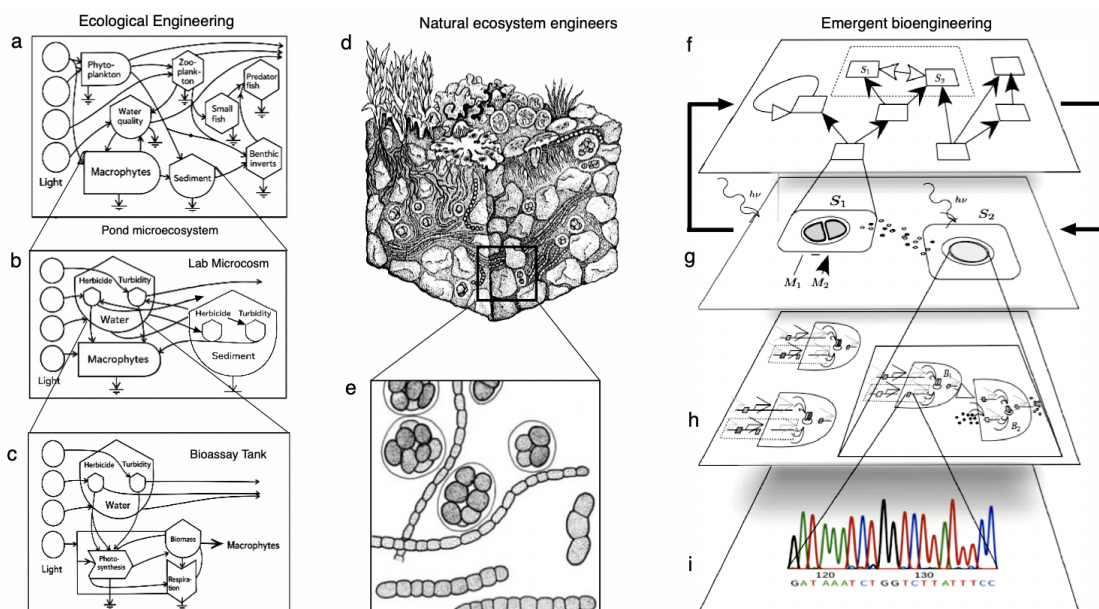 Ecological Engineering
Natural ecosystem engineers
Emergent bioengineering
a
Phyto-
plankton
Zoo-
plank-
ton
Predator
fish
Small
fish
Water
quality
Benthic
inverts
Macrophytes
Sediment
Light
Pond microecosystem
b
Lab Microcosm
Herbicide
Turbidity
Water
Herbicide
Turbidity
Sediment
Macrophytes
Light
c
Bioassay Tank
Herbicide
Turbidity
Water
Biomass
Macrophytes
Photo-
synthesis
Respira-
tion
Light
d
e
f
S1
S2
g
hν
S1
hν
S2
M1
M2
h
B1
B2
i
120
130
GATAAATCTGGTCTTATTTCC